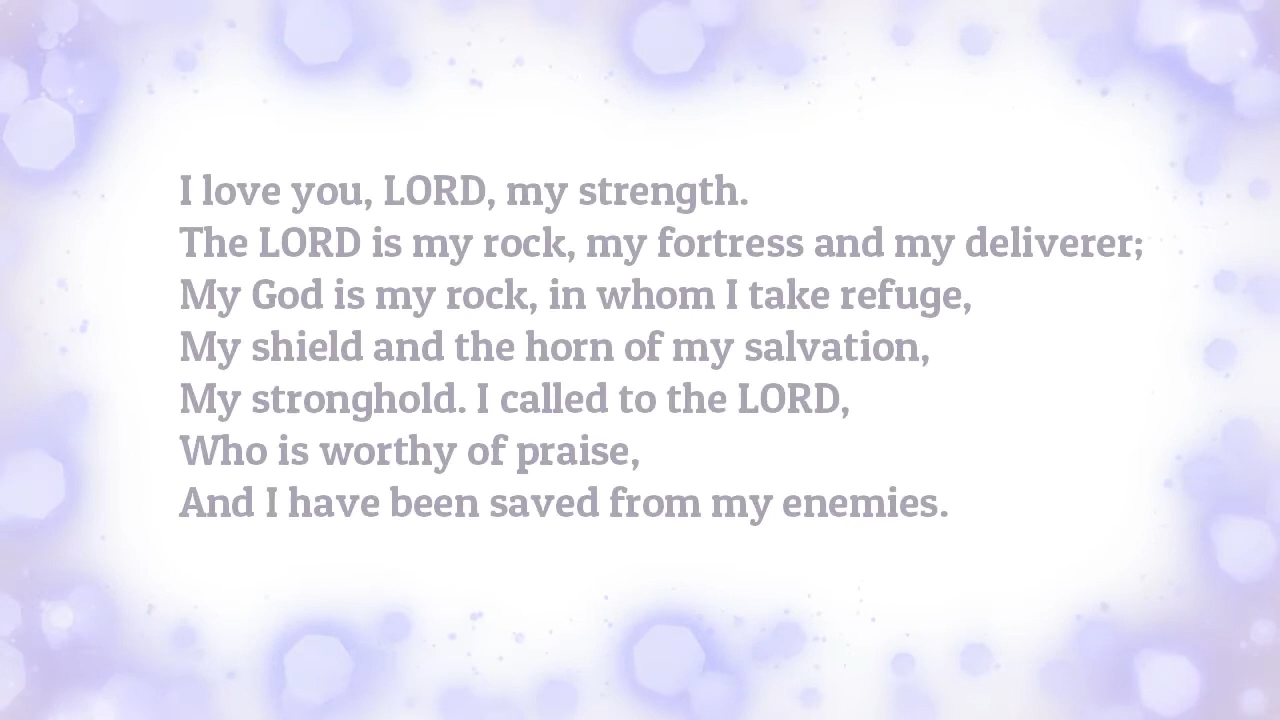 I love you, LORD, my strength.
The LORD is my rock, my fortress and my deliverer;
My God is my rock, in whom I take refuge,
My shield and the horn of my salvation,
My stronghold. I called to the LORD,
Who is worthy of praise,
And I have been saved from my enemies.